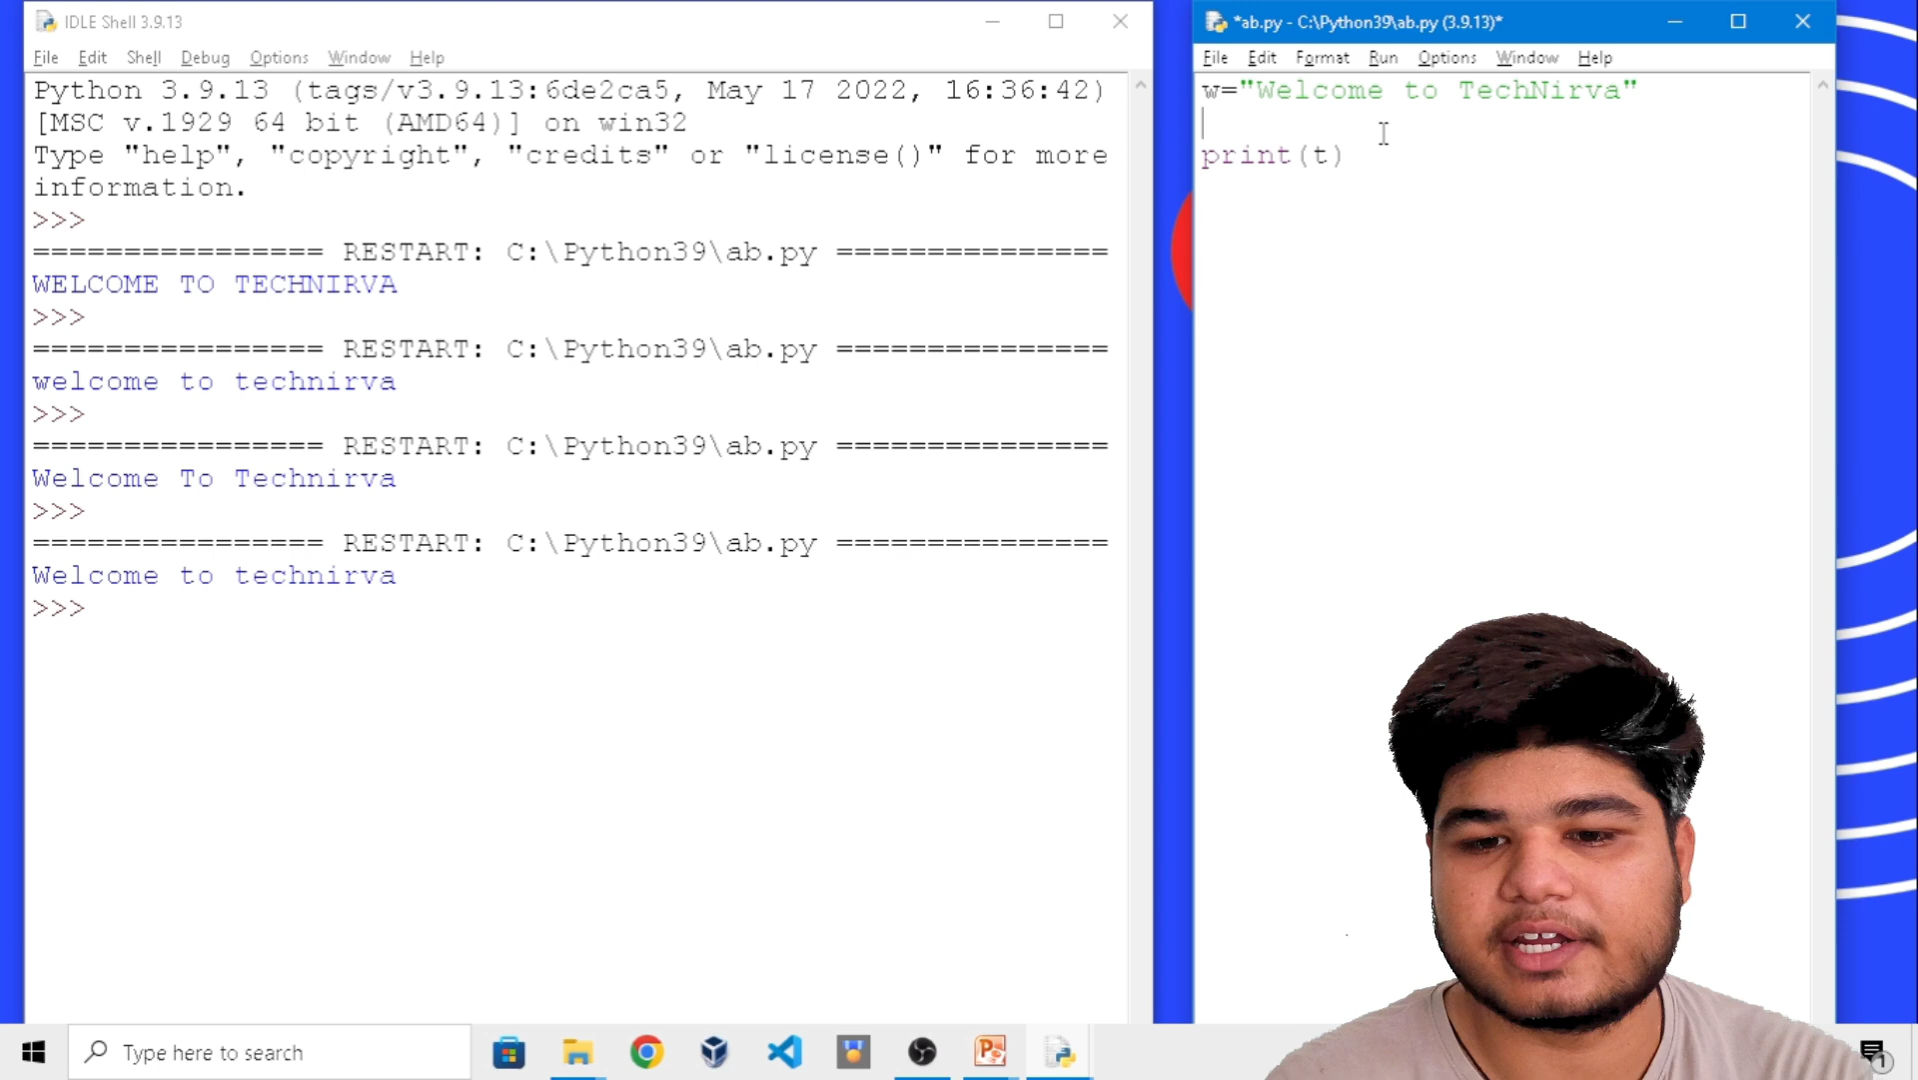 IDLE Shell 3.9.13
File Edit Shell Debug Options Window Help
Python 3.9.13 (tags/v3.9.13:6de2ca5, May 17 2022, 16:36:42)
[MSC v.1929 64 bit (AMD64)] on win32
Type "help", "copyright", "credits" or "license()" for more
information.
>>>
================ RESTART: C:\Python39\ab.py ===============
WELCOME TO TECHNIRVA
>>>
================ RESTART: C:\Python39\ab.py ===============
welcome to technirva
>>>
================ RESTART: C:\Python39\ab.py ===============
Welcome To Technirva
>>>
================ RESTART: C:\Python39\ab.py ===============
Welcome to technirva
>>>
*ab.py - C:\Python39\ab.py (3.9.13)*
File Edit Format Run Options Window Help
w="Welcome to TechNirva"
print(t)
Type here to search
1